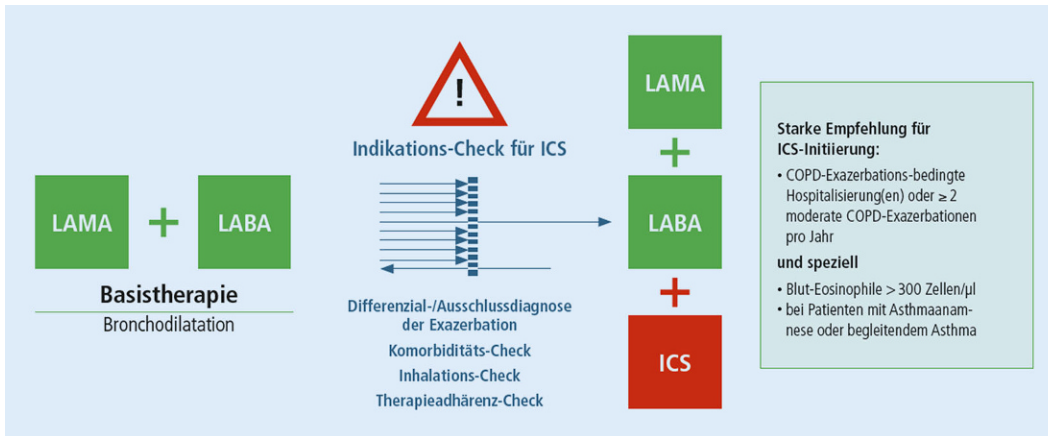 LAMA
+
LABA
Basistherapie
Bronchodilatation
!
Indikations-Check für ICS
Differenzial-/Ausschlussdiagnose
der Exazerbation
Komorbiditäts-Check
Inhalations-Check
Therapieadhärenz-Check
LAMA
+
LABA
+
ICS
Starke Empfehlung für
ICS-Initiierung:
• COPD-Exazerbations-bedingte
Hospitalisierung(en) oder ≥ 2
moderate COPD-Exazerbationen
pro Jahr
und speziell
• Blut-Eosinophile > 300 Zellen/µl
• bei Patienten mit Asthmaanam-
nese oder begleitendem Asthma